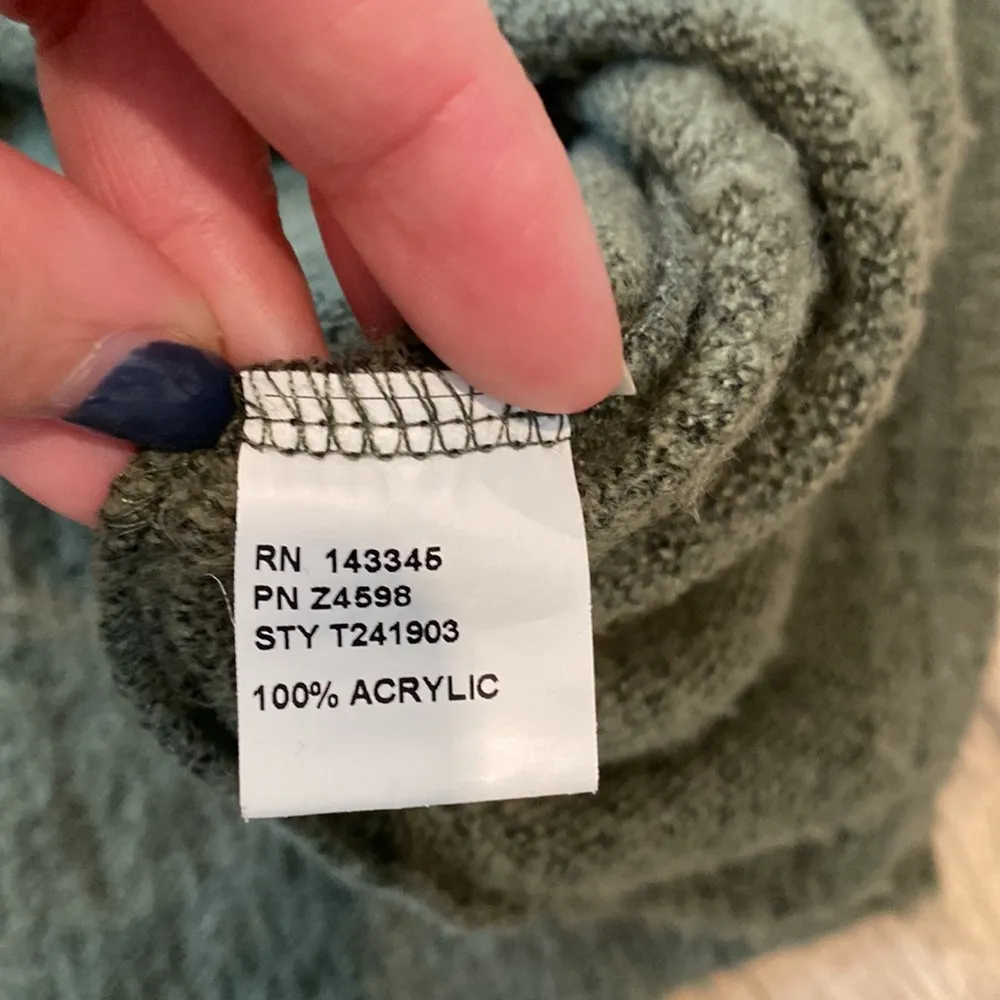 RN 143345
PN Z4598
STY T241903
100% ACRYLIC